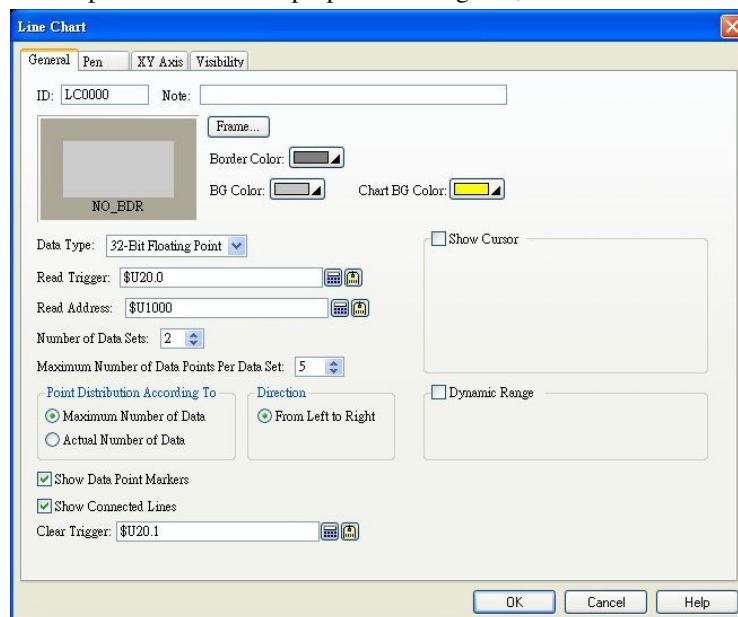 Line Chart
General Pen XY Axis Visibility
ID: LC0000 Note:
Frame...
Border Color:
BG Color: Chart BG Color:
NO_BDR
Data Type: 32-Bit Floating Point
Show Cursor
Read Trigger: $U20.0
Read Address: $U1000
Number of Data Sets: 2
Maximum Number of Data Points Per Data Set: 5
Point Distribution According To Direction Dynamic Range
Maximum Number of Data From Left to Right
Actual Number of Data
Show Data Point Markers
Show Connected Lines
Clear Trigger: $U20.1
OK Cancel Help